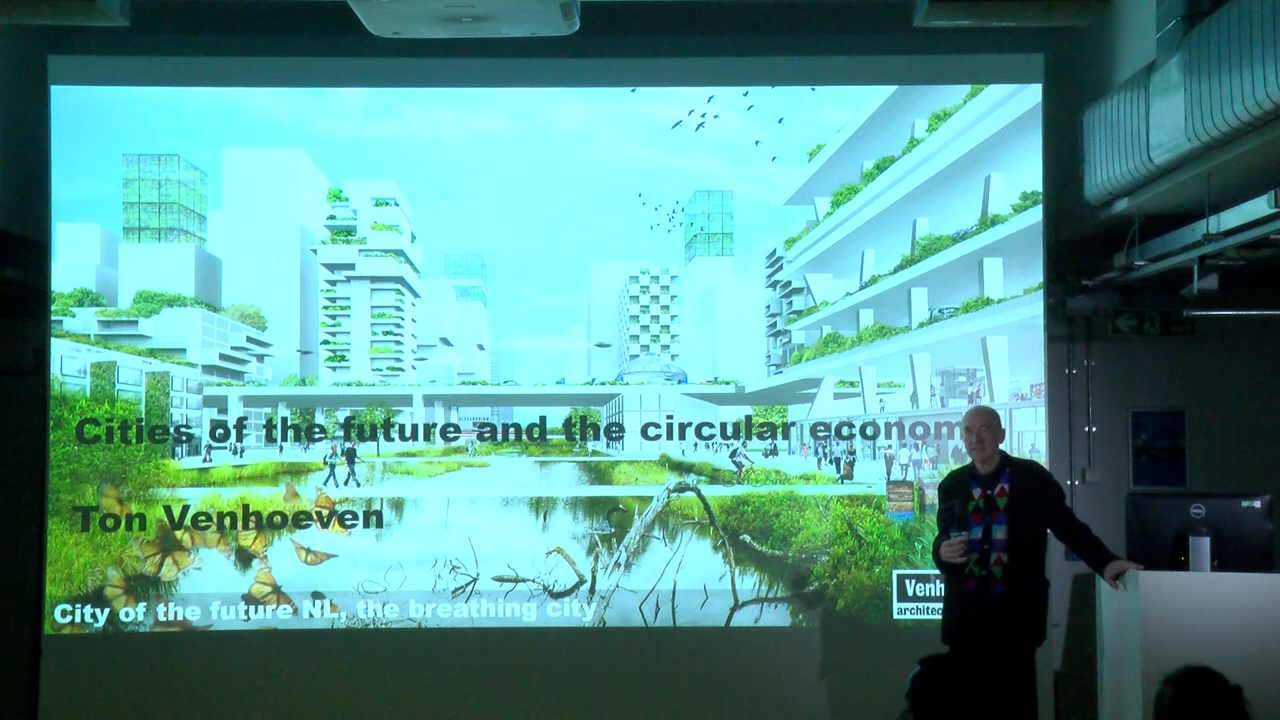 Cities of the future and the circular econom
Ton Venhoeven
City of the future NL, the breathing city
Venh
architec
DELL